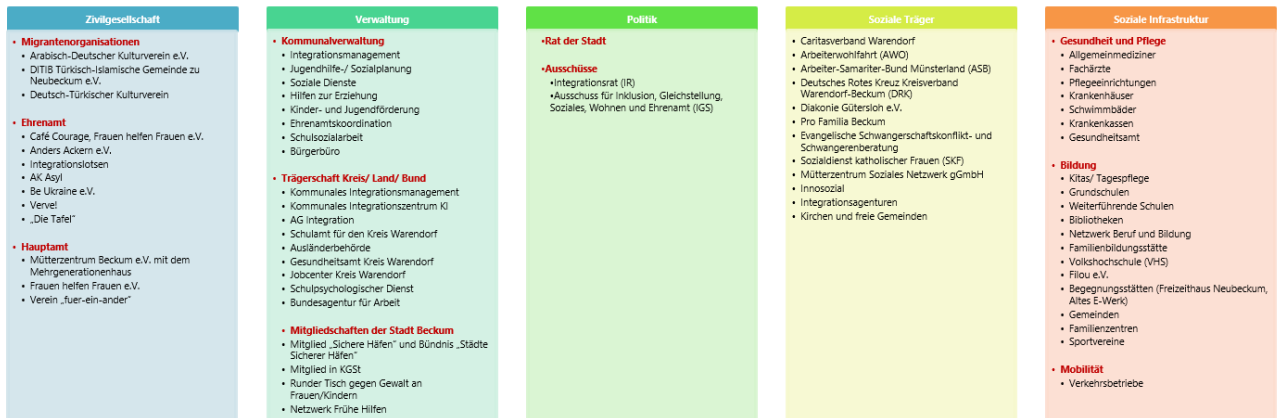 Zivilgesellschaft
• Migrantenorganisationen
• Arabisch-Deutscher Kulturverein e.V.
• DITIB Türkisch-Islamische Gemeinde zu
Neubeckum e.V.
• Deutsch-Türkischer Kulturverein
• Ehrenamt
• Café Courage, Frauen helfen Frauen e.V.
• Anders Ackern e.V.
• Integrationslotsen
• AK Asyl
• Be Ukraine e.V.
• Verve!
• „Die Tafel“
• Hauptamt
• Mütterzentrum Beckum e.V. mit dem
Mehrgenerationenhaus
• Frauen helfen Frauen e.V.
• Verein „fuer-ein-ander“
Verwaltung
• Kommunalverwaltung
• Integrationsmanagement
• Jugendhilfe-/ Sozialplanung
• Soziale Dienste
• Hilfen zur Erziehung
• Kinder- und Jugendförderung
• Ehrenamtskoordination
• Schulsozialarbeit
• Bürgerbüro
• Trägerschaft Kreis/ Land/ Bund
• Kommunales Integrationsmanagement
• Kommunales Integrationszentrum KI
• AG Integration
• Schulamt für den Kreis Warendorf
• Ausländerbehörde
• Gesundheitsamt Kreis Warendorf
• Jobcenter Kreis Warendorf
• Schulpsychologischer Dienst
• Bundesagentur für Arbeit
• Mitgliedschaften der Stadt Beckum
• Mitglied „Sichere Häfen“ und Bündnis „Städte
Sicherer Häfen“
• Mitglied in KGSt
• Runder Tisch gegen Gewalt an
Frauen/Kindern
• Netzwerk Frühe Hilfen
Politik
•Rat der Stadt
•Ausschüsse
•Integrationsrat (IR)
•Ausschuss für Inklusion, Gleichstellung,
Soziales, Wohnen und Ehrenamt (IGS)
Soziale Träger
• Caritasverband Warendorf
• Arbeiterwohlfahrt (AWO)
• Arbeiter-Samariter-Bund Münsterland (ASB)
• Deutsches Rotes Kreuz Kreisverband
Warendorf-Beckum (DRK)
• Diakonie Gütersloh e.V.
• Pro Familia Beckum
• Evangelische Schwangerschaftskonflikt- und
Schwangerenberatung
• Sozialdienst katholischer Frauen (SKF)
• Mütterzentrum Soziales Netzwerk gGmbH
• Innosozial
• Integrationsagenturen
• Kirchen und freie Gemeinden
Soziale Infrastruktur
• Gesundheit und Pflege
• Allgemeinmediziner
• Fachärzte
• Pflegeeinrichtungen
• Krankenhäuser
• Schwimmbäder
• Krankenkassen
• Gesundheitsamt
• Bildung
• Kitas/ Tagespflege
• Grundschulen
• Weiterführende Schulen
• Bibliotheken
• Netzwerk Beruf und Bildung
• Familienbildungsstätte
• Volkshochschule (VHS)
• Filou e.V.
• Begegnungsstätten (Freizeithaus Neubeckum,
Altes E-Werk)
• Gemeinden
• Familienzentren
• Sportvereine
• Mobilität
• Verkehrsbetriebe